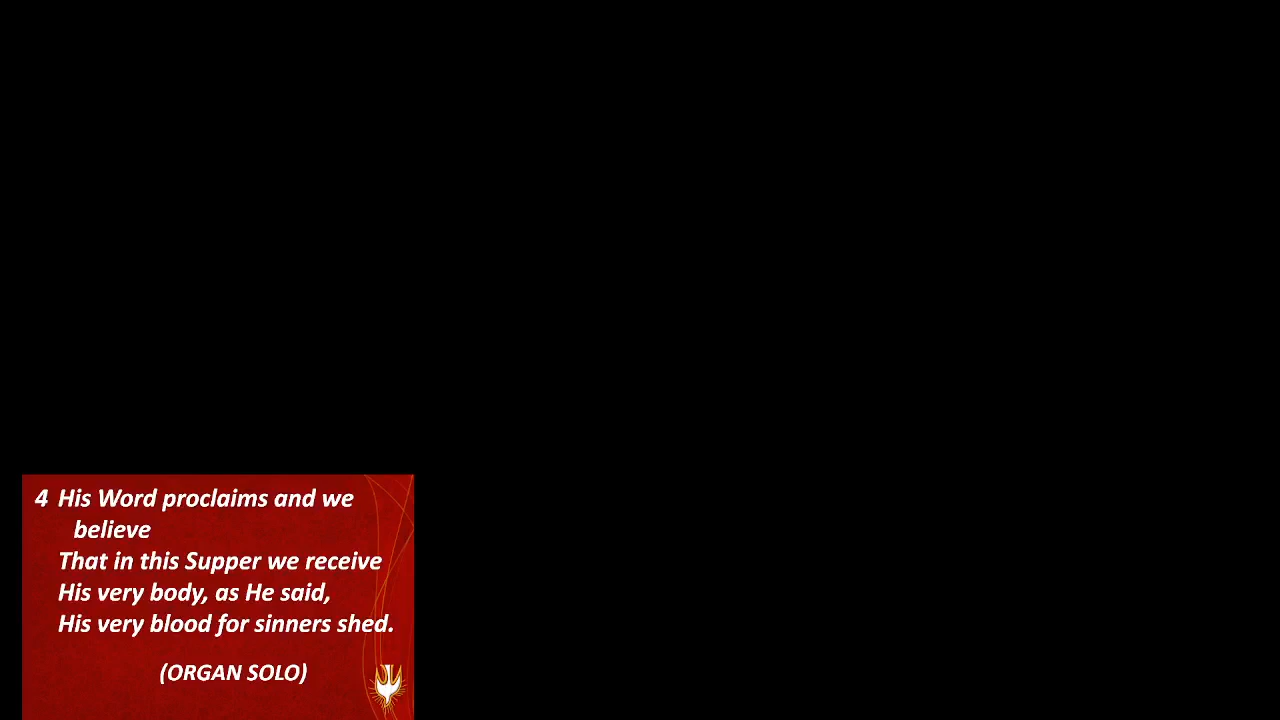 4 His Word proclaims and we
believe
That in this Supper we receive
His very body, as He said,
His very blood for sinners shed.
(ORGAN SOLO)